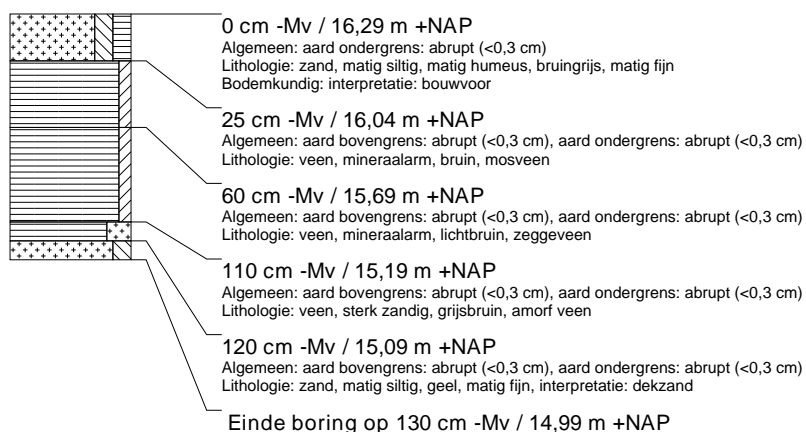 0 cm -Mv / 16,29 m +NAP
Algemeen: aard ondergrens: abrupt (<0,3 cm)
Lithologie: zand, matig siltig, matig humeus, bruingrijs, matig fijn
Bodemkundig: interpretatie: bouwvoor
25 cm -Mv / 16,04 m +NAP
Algemeen: aard bovengrens: abrupt (<0,3 cm), aard ondergrens: abrupt (<0,3 cm)
Lithologie: veen, mineraalarm, bruin, mosveen
60 cm -Mv / 15,69 m +NAP
Algemeen: aard bovengrens: abrupt (<0,3 cm), aard ondergrens: abrupt (<0,3 cm)
Lithologie: veen, mineraalarm, lichtbruin, zeggeveen
110 cm -Mv / 15,19 m +NAP
Algemeen: aard bovengrens: abrupt (<0,3 cm), aard ondergrens: abrupt (<0,3 cm)
Lithologie: veen, sterk zandig, grijsbruin, amorf veen
120 cm -Mv / 15,09 m +NAP
Algemeen: aard bovengrens: abrupt (<0,3 cm), aard ondergrens: abrupt (<0,3 cm)
Lithologie: zand, matig siltig, geel, matig fijn, interpretatie: dekzand
Einde boring op 130 cm -Mv / 14,99 m +NAP